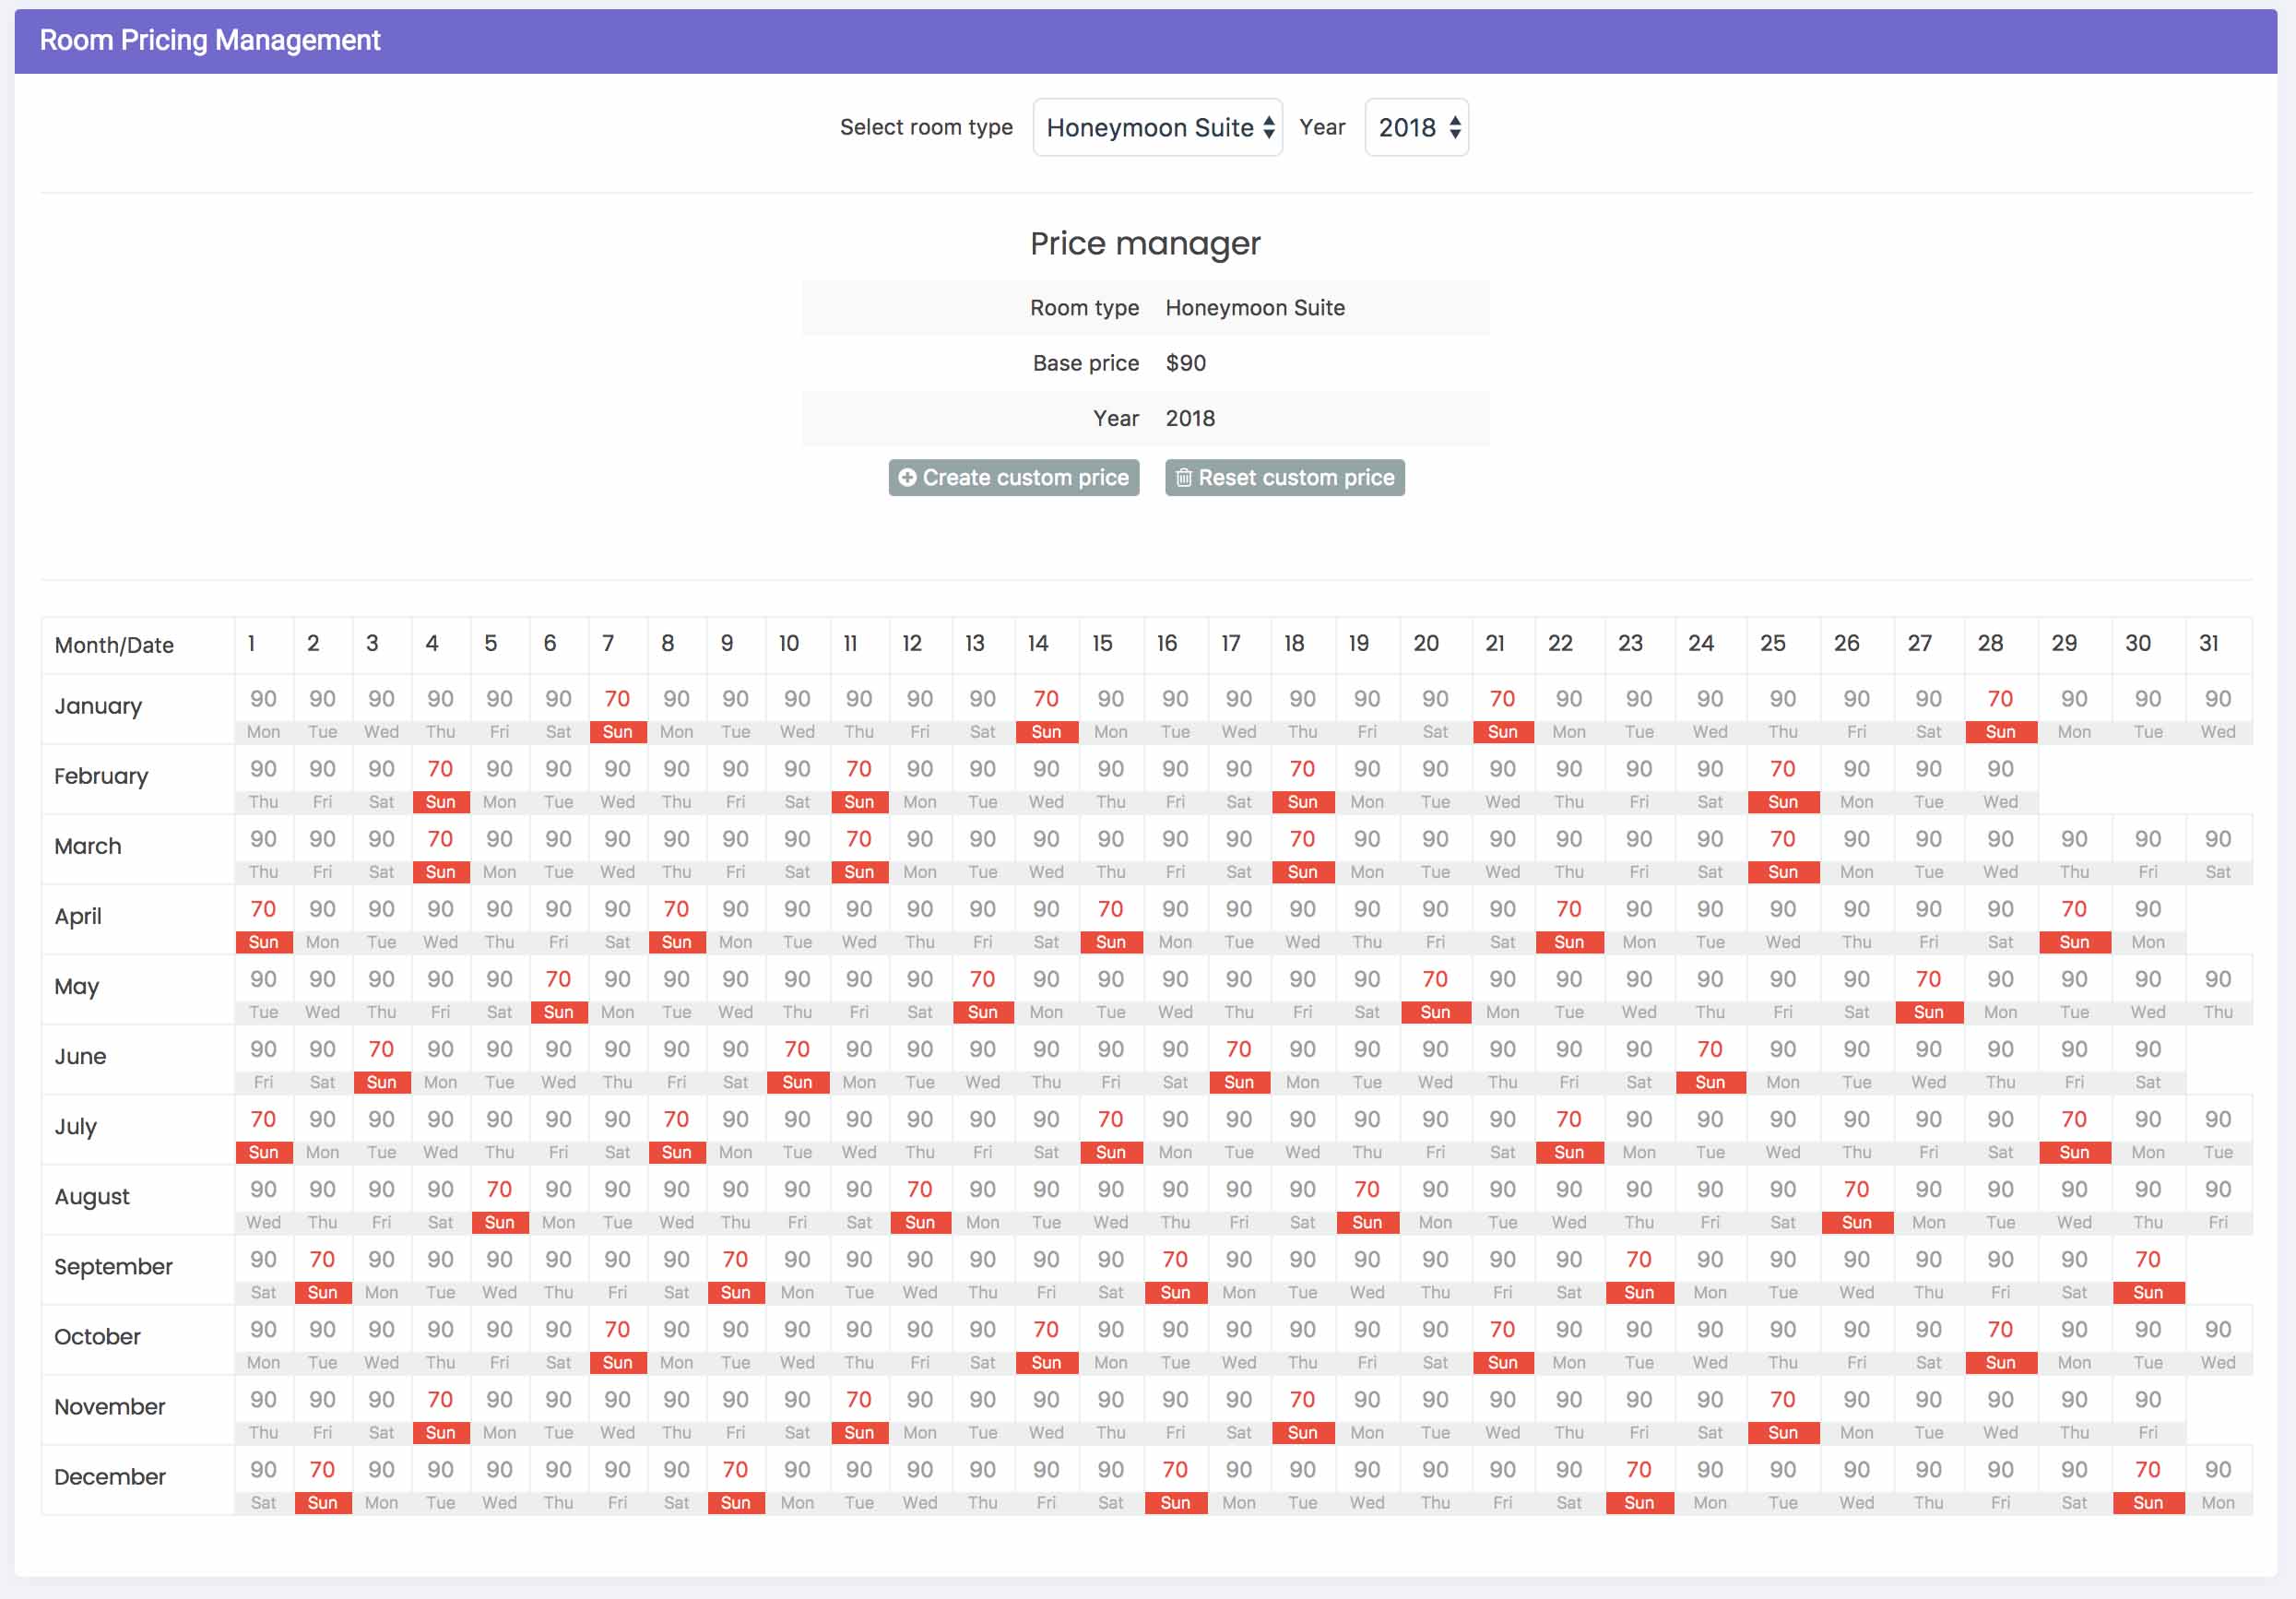 Room Pricing Management
Select room type Honeymoon Suite Year 2018
Price manager
Room type Honeymoon Suite
Base price $90
Year 2018
Create custom price Reset custom price
Month/Date 1 2 3 4 5 6 7 8 9 10 11 12 13 14 15 16 17 18 19 20 21 22 23 24 25 26 27 28 29 30 31
January 90 90 90 90 90 90 70 90 90 90 90 90 90 70 90 90 90 90 90 90 70 90 90 90 90 90 90 70 90 90 90
Mon Tue Wed Thu Fri Sat Sun Mon Tue Wed Thu Fri Sat Sun Mon Tue Wed Thu Fri Sat Sun Mon Tue Wed Thu Fri Sat Sun Mon Tue Wed
February 90 90 90 70 90 90 90 90 90 90 70 90 90 90 90 90 90 70 90 90 90 90 90 90 70 90 90 90
Thu Fri Sat Sun Mon Tue Wed Thu Fri Sat Sun Mon Tue Wed Thu Fri Sat Sun Mon Tue Wed Thu Fri Sat Sun Mon Tue Wed
March 90 90 90 70 90 90 90 90 90 90 70 90 90 90 90 90 90 70 90 90 90 90 90 90 70 90 90 90 90 90 90
Thu Fri Sat Sun Mon Tue Wed Thu Fri Sat Sun Mon Tue Wed Thu Fri Sat Sun Mon Tue Wed Thu Fri Sat Sun Mon Tue Wed Thu Fri Sat
April 70 90 90 90 90 90 90 70 90 90 90 90 90 90 70 90 90 90 90 90 90 70 90 90 90 90 90 90 70 90
Sun Mon Tue Wed Thu Fri Sat Sun Mon Tue Wed Thu Fri Sat Sun Mon Tue Wed Thu Fri Sat Sun Mon Tue Wed Thu Fri Sat Sun Mon
May 90 90 90 90 90 70 90 90 90 90 90 90 70 90 90 90 90 90 90 70 90 90 90 90 90 90 70 90 90 90 90
Tue Wed Thu Fri Sat Sun Mon Tue Wed Thu Fri Sat Sun Mon Tue Wed Thu Fri Sat Sun Mon Tue Wed Thu Fri Sat Sun Mon Tue Wed Thu
June 90 90 70 90 90 90 90 90 90 70 90 90 90 90 90 90 70 90 90 90 90 90 90 70 90 90 90 90 90 90
Fri Sat Sun Mon Tue Wed Thu Fri Sat Sun Mon Tue Wed Thu Fri Sat Sun Mon Tue Wed Thu Fri Sat Sun Mon Tue Wed Thu Fri Sat
July 70 90 90 90 90 90 90 70 90 90 90 90 90 90 70 90 90 90 90 90 90 70 90 90 90 90 90 90 70 90 90
Sun Mon Tue Wed Thu Fri Sat Sun Mon Tue Wed Thu Fri Sat Sun Mon Tue Wed Thu Fri Sat Sun Mon Tue Wed Thu Fri Sat Sun Mon Tue
August 90 90 90 90 70 90 90 90 90 90 90 70 90 90 90 90 90 90 70 90 90 90 90 90 90 70 90 90 90 90 90
Wed Thu Fri Sat Sun Mon Tue Wed Thu Fri Sat Sun Mon Tue Wed Thu Fri Sat Sun Mon Tue Wed Thu Fri Sat Sun Mon Tue Wed Thu Fri
September 90 70 90 90 90 90 90 90 70 90 90 90 90 90 90 70 90 90 90 90 90 90 70 90 90 90 90 90 90 70
Sat Sun Mon Tue Wed Thu Fri Sat Sun Mon Tue Wed Thu Fri Sat Sun Mon Tue Wed Thu Fri Sat Sun Mon Tue Wed Thu Fri Sat Sun
October 90 90 90 90 90 90 70 90 90 90 90 90 90 70 90 90 90 90 90 90 70 90 90 90 90 90 90 70 90 90 90
Mon Tue Wed Thu Fri Sat Sun Mon Tue Wed Thu Fri Sat Sun Mon Tue Wed Thu Fri Sat Sun Mon Tue Wed Thu Fri Sat Sun Mon Tue Wed
November 90 90 90 70 90 90 90 90 90 90 70 90 90 90 90 90 90 70 90 90 90 90 90 90 70 90 90 90 90 90
Thu Fri Sat Sun Mon Tue Wed Thu Fri Sat Sun Mon Tue Wed Thu Fri Sat Sun Mon Tue Wed Thu Fri Sat Sun Mon Tue Wed Thu Fri
December 90 70 90 90 90 90 90 90 70 90 90 90 90 90 90 70 90 90 90 90 90 90 70 90 90 90 90 90 90 70 90
Sat Sun Mon Tue Wed Thu Fri Sat Sun Mon Tue Wed Thu Fri Sat Sun Mon Tue Wed Thu Fri Sat Sun Mon Tue Wed Thu Fri Sat Sun Mon